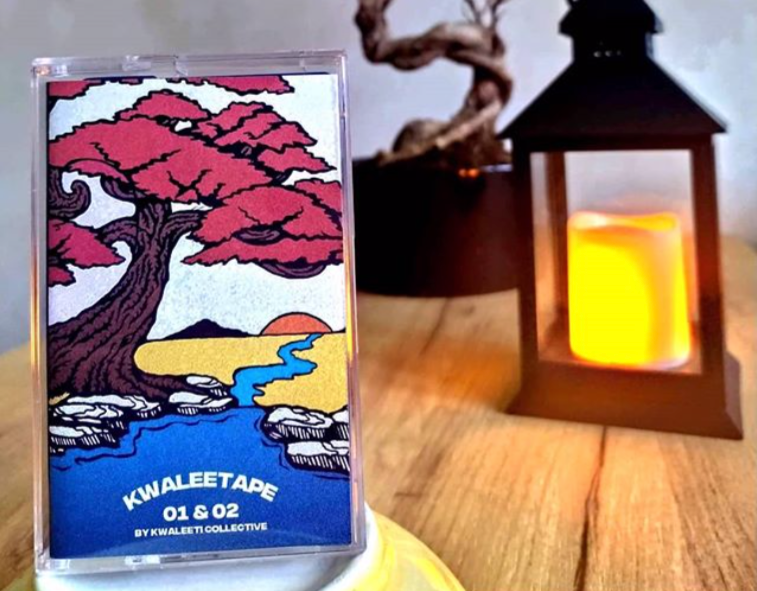 KWALEETAPE
01 & 02
BY KWALEETI COLLECTIVE